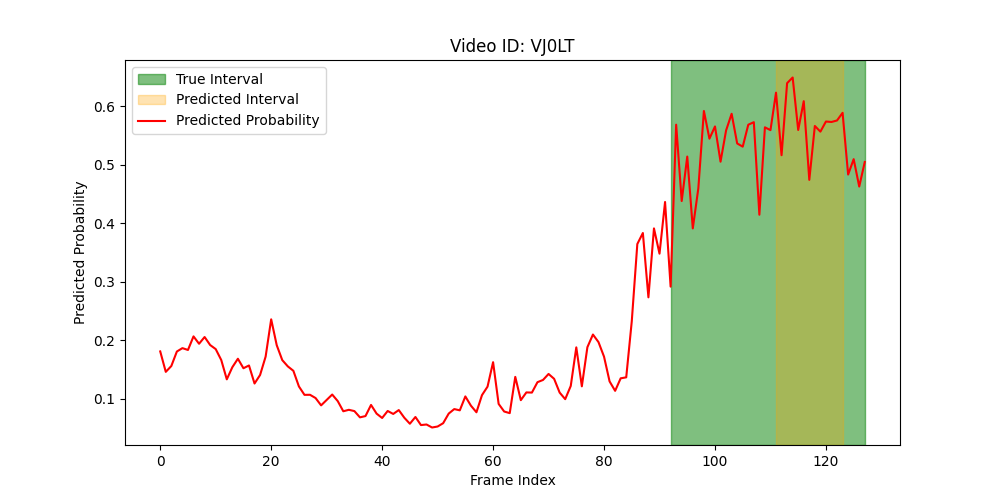 Video ID: VJ0LT
True Interval
Predicted Interval
Predicted Probability
Predicted Probability
0.6
0.5
0.4
0.3
0.2
0.1
0 20 40 60 80 100 120
Frame Index